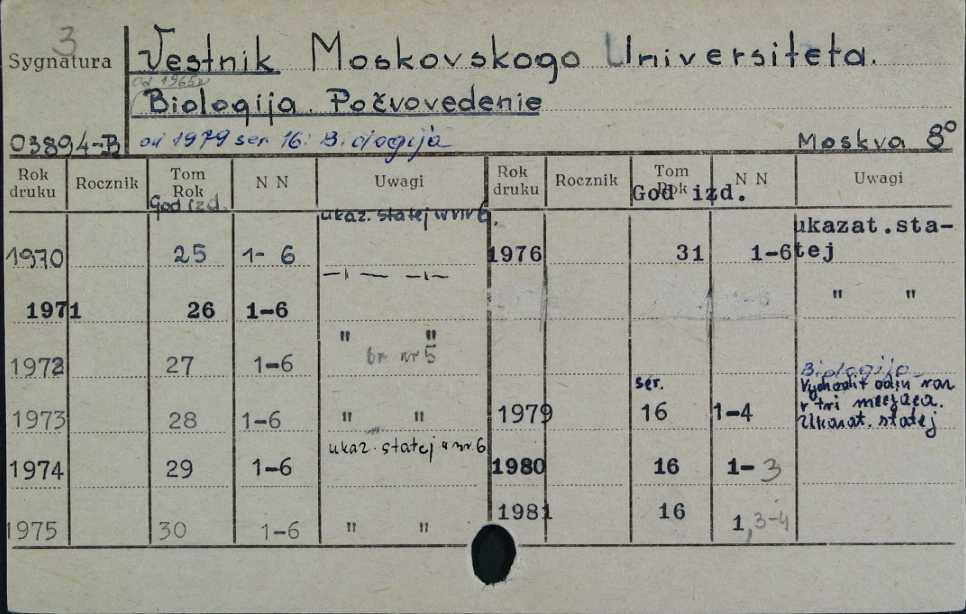 3
Sygnatura
Vestnik Moskovskogo Universiteta.
od 1965
Biologija. Počvovedenie
03894-B od 1979 ser 16: Biologija Moskva 8°
Rok druku Rocznik Tom Rok N N Uwagi Rok druku Rocznik Tom Rok N N Uwagi
God izd. God izd.
ukaz. statej w nr 6.
1970 25 1- 6
1976 31 1-6 ukazat.sta-
tej
—ı— —ı—
1971 26 1-6
" "
" "
br nr 5
1972 27 1-6
1973 28 1-6 " "
Biologija
Vychodit odin raz
v tri mesjaca.
Ukazat. statej
ser.
1979 16 1-4
ukaz. statej w nr. 6
1974 29 1-6
1980 16 1- 3
1975 30 1-6 " "
1981 16 1,3-4